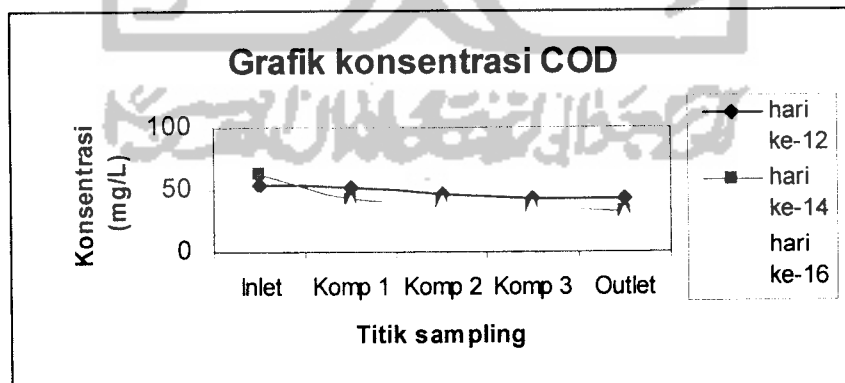 Grafik konsentrasi COD
Konsentrasi
(mg/L)
100
50
0
Inlet Komp 1 Komp 2 Komp 3 Outlet
Titik sampling
hari
ke-12
hari
ke-14
hari
ke-16